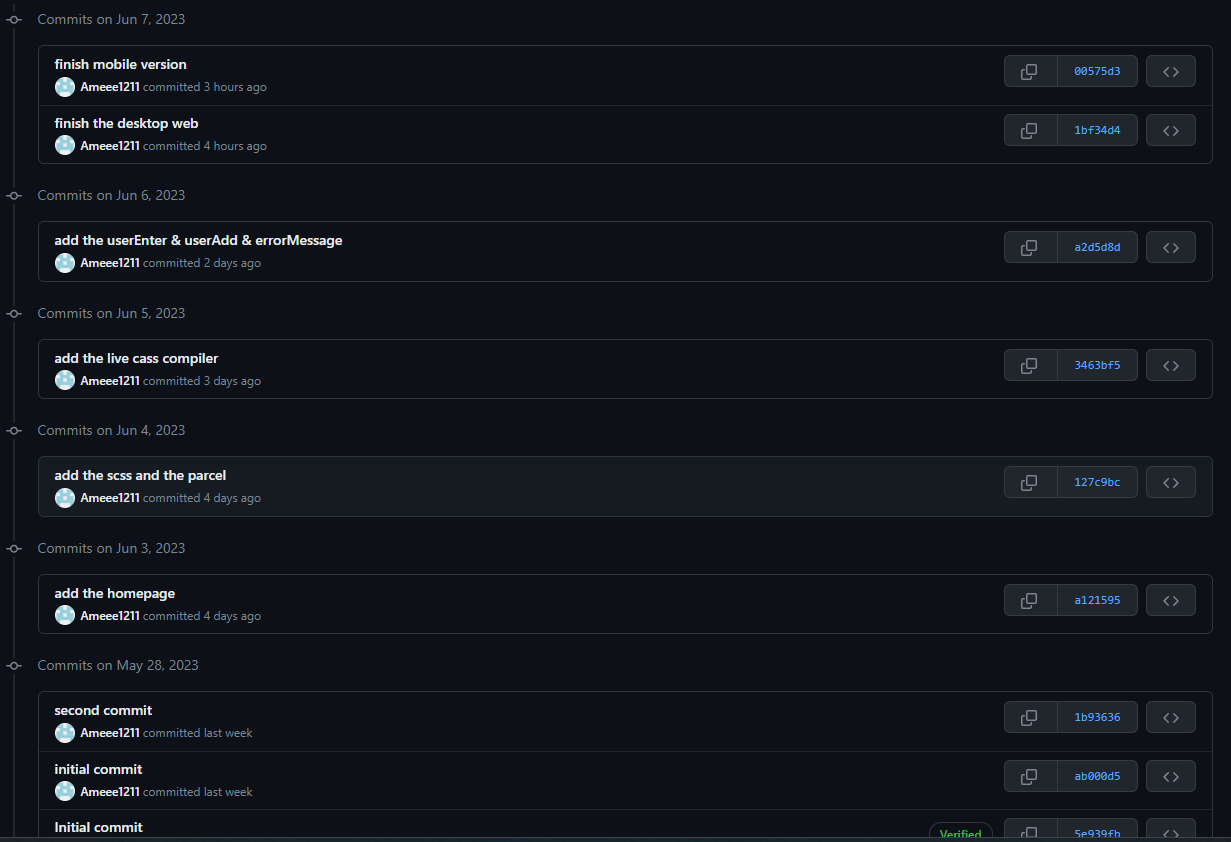 Commits on Jun 7, 2023
finish mobile version
Ameee1211 committed 3 hours ago
00575d3
finish the desktop web
Ameee1211 committed 4 hours ago
1bf34d4
Commits on Jun 6, 2023
add the userEnter & userAdd & errorMessage
Ameee1211 committed 2 days ago
a2d5d8d
Commits on Jun 5, 2023
add the live cass compiler
Ameee1211 committed 3 days ago
3463bf5
Commits on Jun 4, 2023
add the scss and the parcel
Ameee1211 committed 4 days ago
127c9bc
Commits on Jun 3, 2023
add the homepage
Ameee1211 committed 4 days ago
a121595
Commits on May 28, 2023
second commit
Ameee1211 committed last week
1b93636
initial commit
Ameee1211 committed last week
ab000d5
Initial commit
Verified
5e939fb